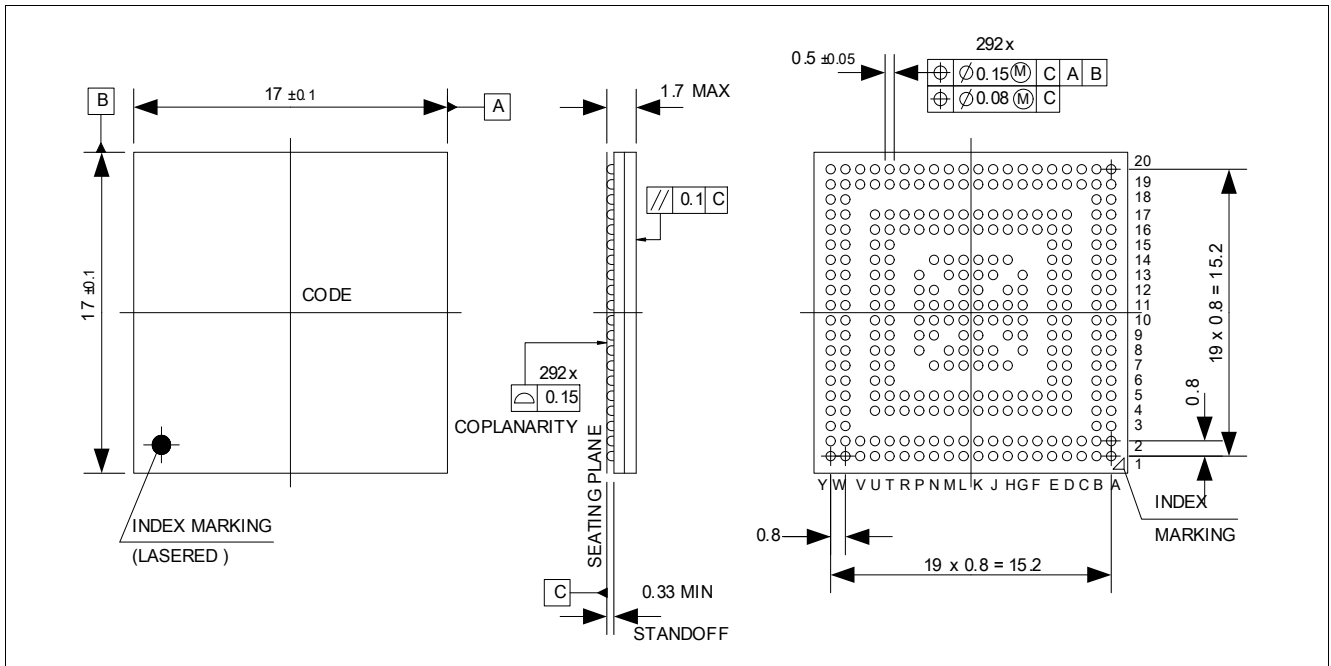 B
17 ±0.1
A
17 ±0.1
CODE
INDEX MARKING
(LASERED )
1.7 MAX
// 0.1 C
292x
0.15
COPLANARITY
SEATING PLANE
C
0.33 MIN
STANDOFF
0.5 ±0.05
292x
⌖ ∅0.15 Ⓜ C A B
⌖ ∅0.08 Ⓜ C
20
19
18
17
16
15
14
13
12
11
10
9
8
7
6
5
4
3
2
1
Y W V U T R P N M L K J H G F E D C B A
0.8
19 x 0.8 = 15.2
0.8
19 x 0.8 = 15.2
INDEX
MARKING